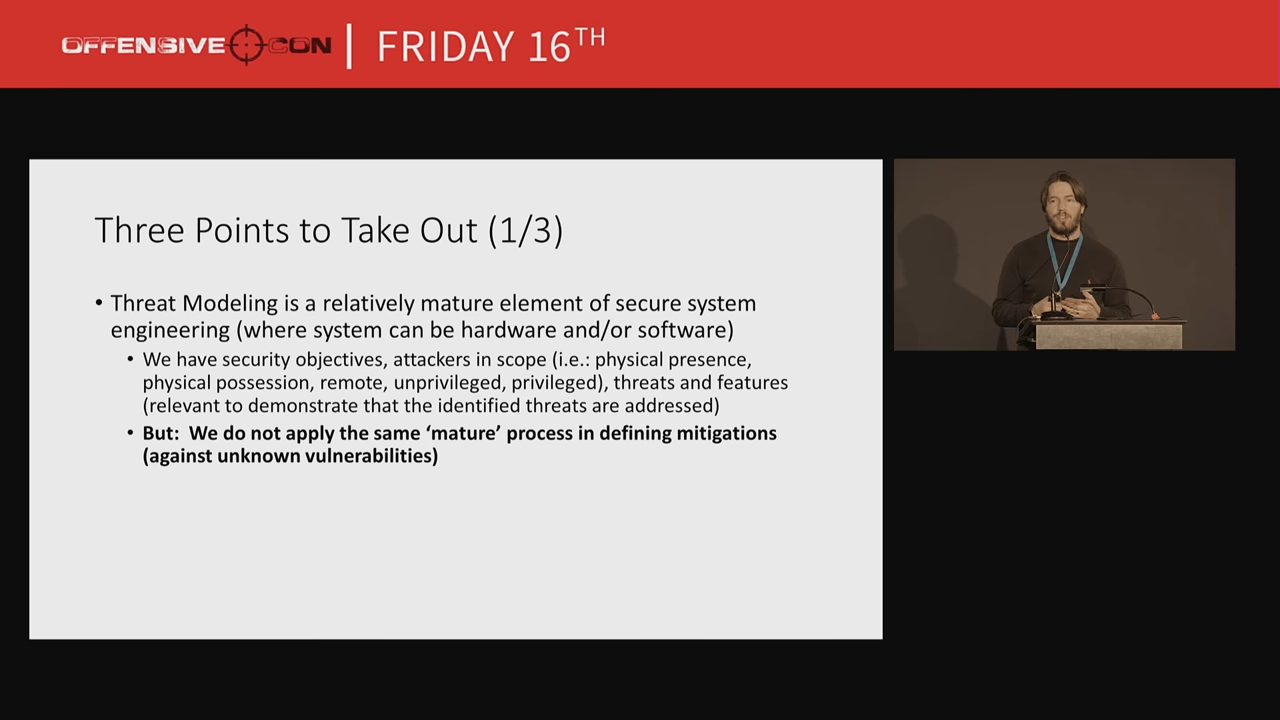 OFFENSIVE CON | FRIDAY 16TH
Three Points to Take Out (1/3)
• Threat Modeling is a relatively mature element of secure system
engineering (where system can be hardware and/or software)
• We have security objectives, attackers in scope (i.e.: physical presence,
physical possession, remote, unprivileged, privileged), threats and features
(relevant to demonstrate that the identified threats are addressed)
• But:  We do not apply the same ‘mature’ process in defining mitigations
(against unknown vulnerabilities)